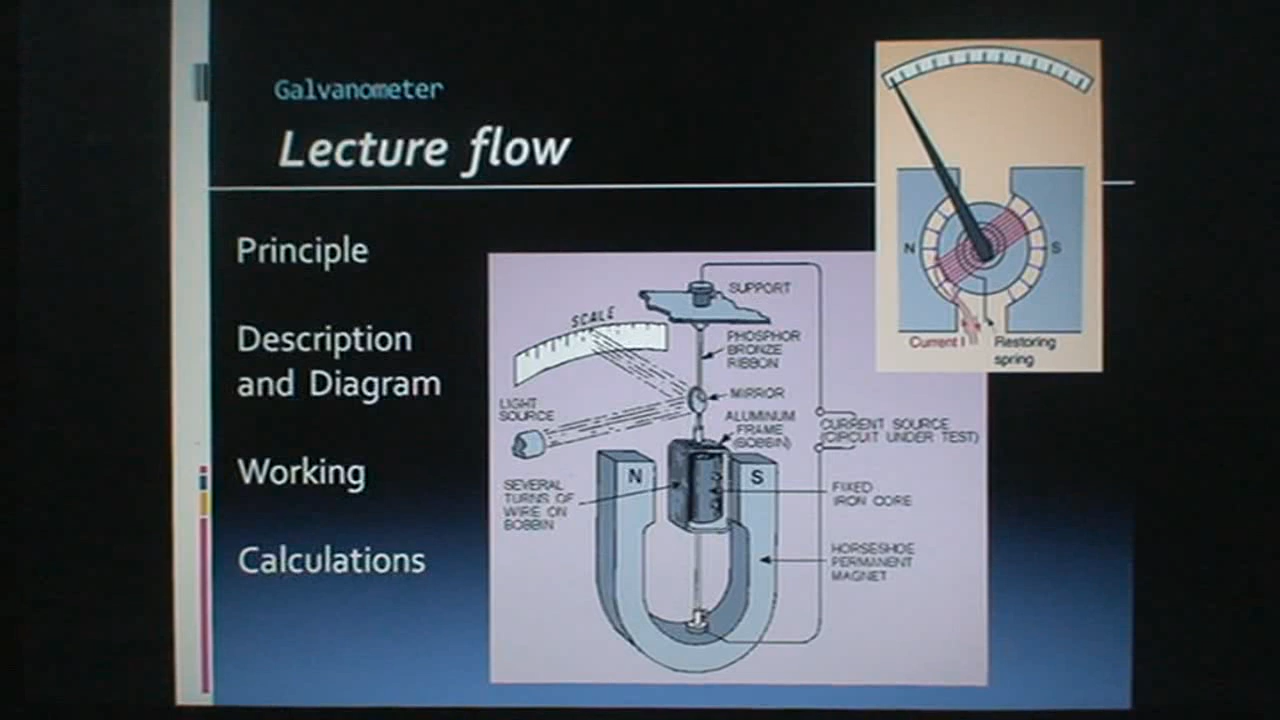 Galvanometer
Lecture flow
Principle
Description
and Diagram
Working
Calculations
SUPPORT
SCALE
PHOSPHOR
BRONZE
RIBBON
MIRROR
LIGHT
SOURCE
ALUMINUM
FRAME
(BOBBIN)
CURRENT SOURCE
(CIRCUIT UNDER TEST)
N
S
SEVERAL
TURNS OF
WIRE ON
BOBBIN
FIXED
IRON CORE
HORSESHOE
PERMANENT
MAGNET
N
S
Current I
Restoring
spring